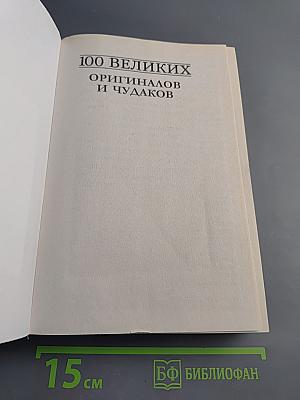 100 ВЕЛИКИХ
ОРИГИНАЛОВ
И ЧУДАКОВ
15 см
БФ БИБЛИОФАН